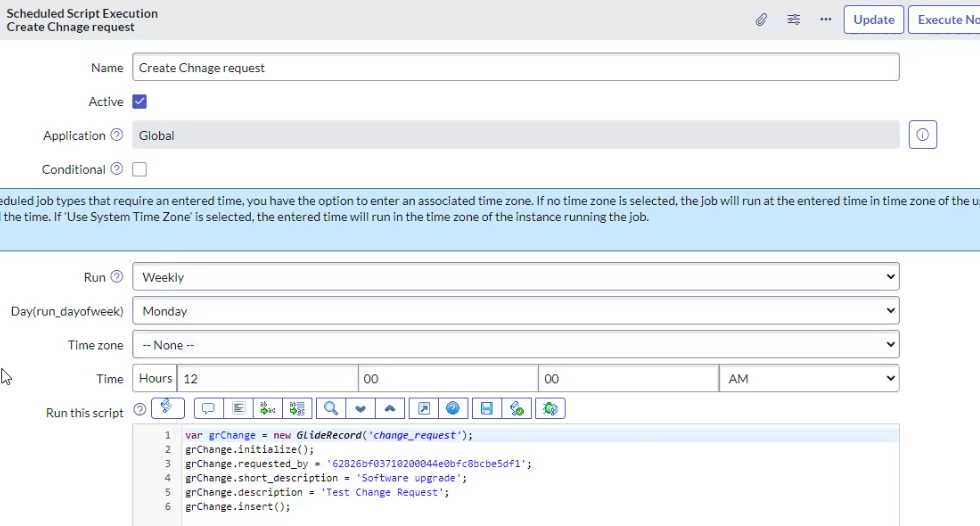 Scheduled Script Execution
Create Chnage request
Update
Execute No
Name Create Chnage request
Active
Application Global
Conditional
eduled job types that require an entered time, you have the option to enter an associated time zone. If no time zone is selected, the job will run at the entered time in time zone of the us
the time. If 'Use System Time Zone' is selected, the entered time will run in the time zone of the instance running the job.
Run Weekly
Day(run_dayofweek) Monday
Time zone -- None --
Time Hours 12 00 00 AM
Run this script
1 var grChange = new GlideRecord('change_request');
2 grChange.initialize();
3 grChange.requested_by = '62826bf03710200044e0bfc8bcbe5df1';
4 grChange.short_description = 'Software upgrade';
5 grChange.description = 'Test Change Request';
6 grChange.insert();